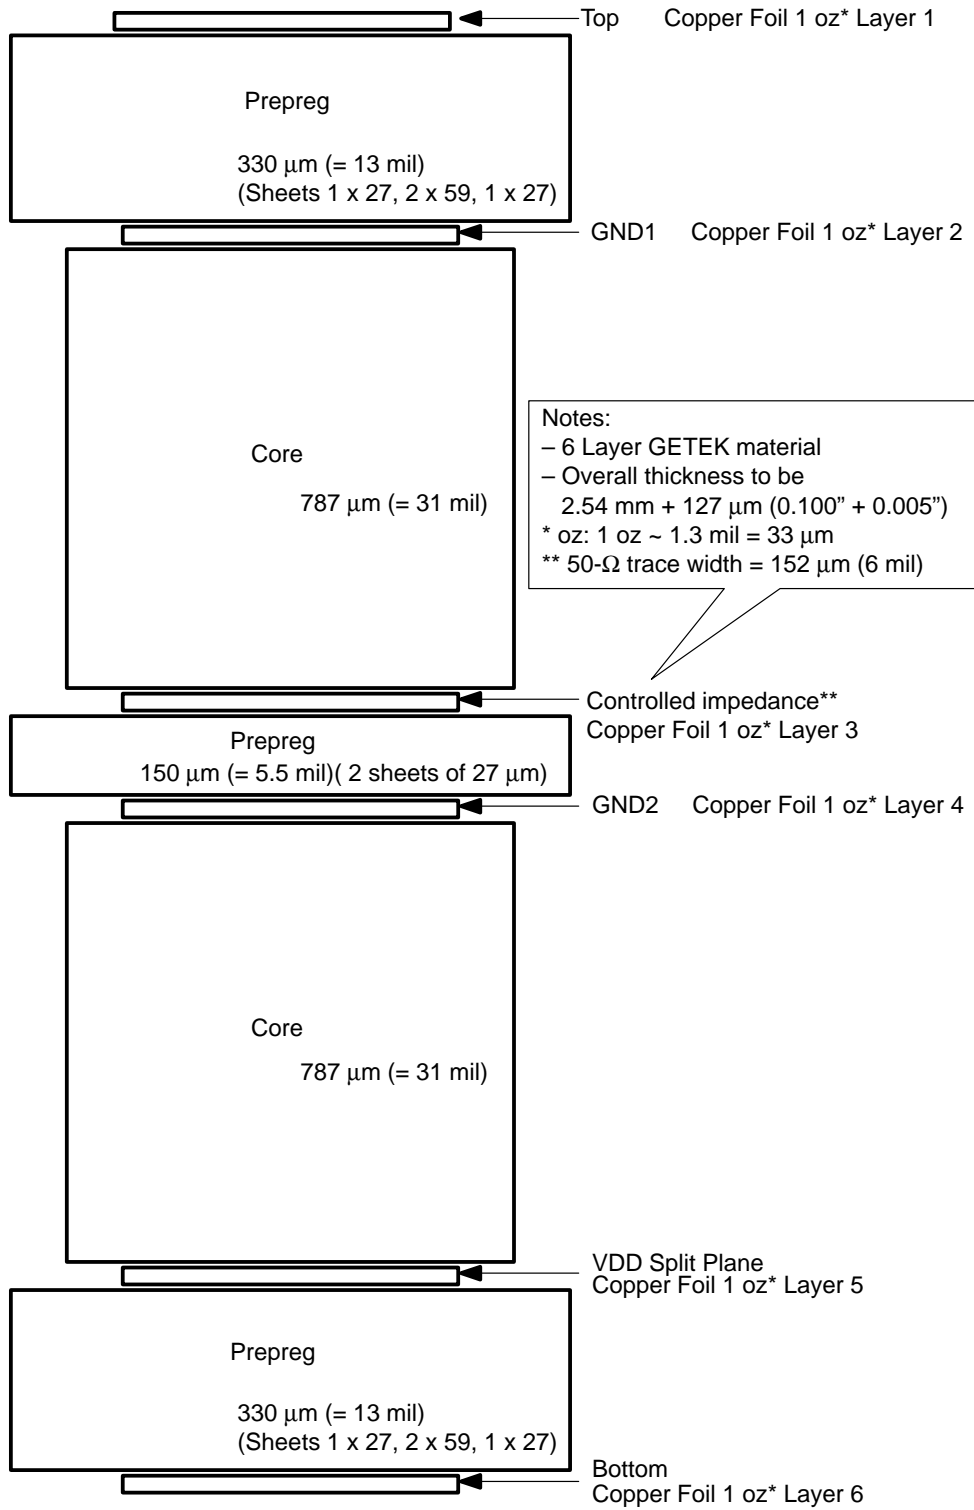 Top Copper Foil 1 oz* Layer 1
Prepreg
330 μm (= 13 mil)
(Sheets 1 x 27, 2 x 59, 1 x 27)
GND1 Copper Foil 1 oz* Layer 2
Core
787 μm (= 31 mil)
Notes:
– 6 Layer GETEK material
– Overall thickness to be
2.54 mm + 127 μm (0.100” + 0.005”)
* oz: 1 oz ~ 1.3 mil = 33 μm
** 50-Ω trace width = 152 μm (6 mil)
Controlled impedance**
Copper Foil 1 oz* Layer 3
Prepreg
150 μm (= 5.5 mil)( 2 sheets of 27 μm)
GND2 Copper Foil 1 oz* Layer 4
Core
787 μm (= 31 mil)
VDD Split Plane
Copper Foil 1 oz* Layer 5
Prepreg
330 μm (= 13 mil)
(Sheets 1 x 27, 2 x 59, 1 x 27)
Bottom
Copper Foil 1 oz* Layer 6